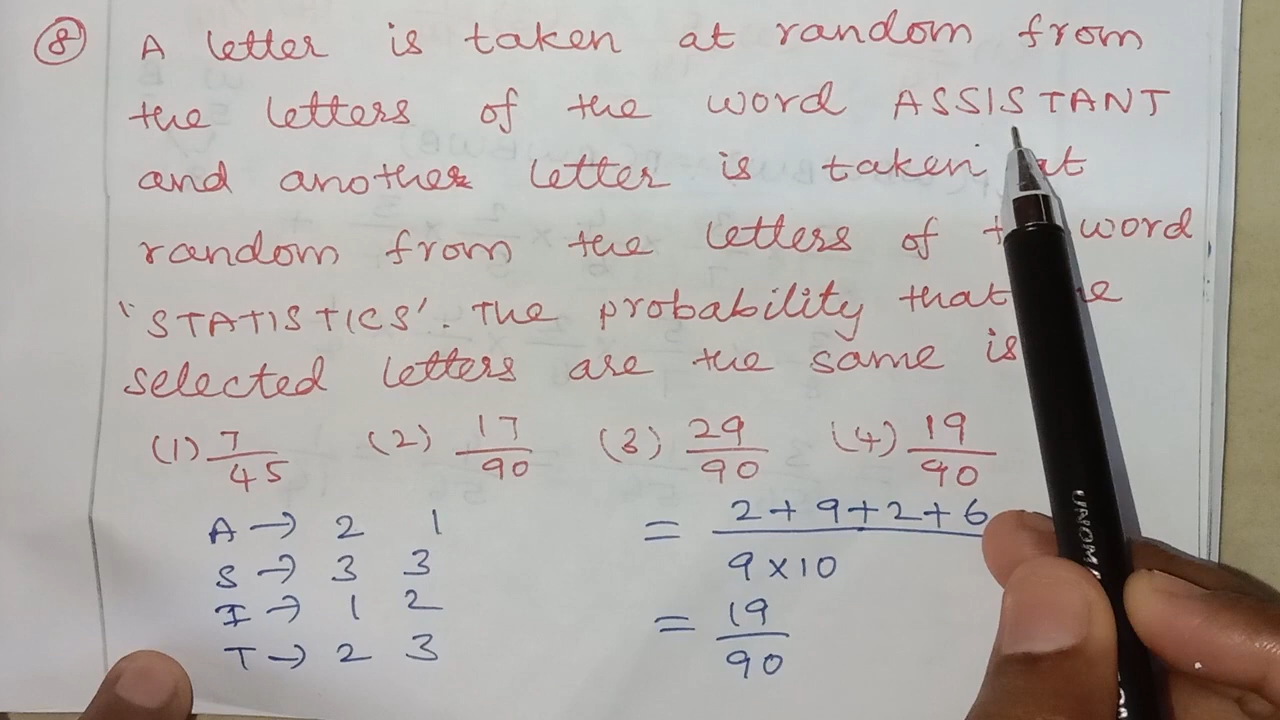 8 A letter is taken at random from
the letters of the word ASSISTANT
and another letter is taken at
random from the letters of word
"STATISTICS'. The probability that
selected letters are the same is
(1) 7/45 (2) 17/90 (3) 29/90 (4) 19/90
A → 2 1
S → 3 3
I → 1 2
T → 2 3
= 2+9+2+6 / 9×10
= 19/90
UNOM